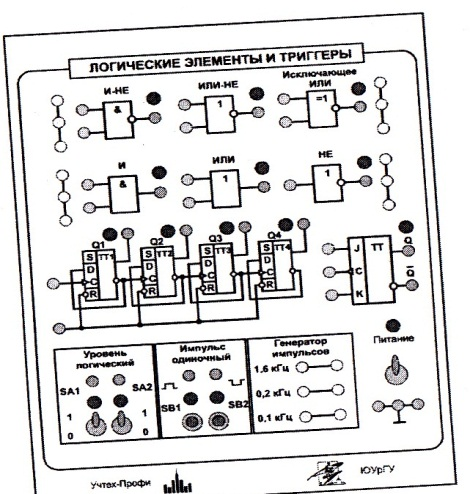 ЛОГИЧЕСКИЕ ЭЛЕМЕНТЫ И ТРИГГЕРЫ
И-НЕ ИЛИ-НЕ Исключающее ИЛИ
& 1 =1
И ИЛИ НЕ
& 1 1
Q1 Q2 Q3 Q4
S TT1 S TT2 S TT3 S TT4 J TT Q
D D D D
C C C C C
R R R R K Q
Уровень логический
SA1 SA2
1 1
0 0
Импульс одиночный
SB1 SB2
Генератор импульсов
1,6 кГц
0,2 кГц
0,1 кГц
Питание
Учтех-Профи ЮУрГУ